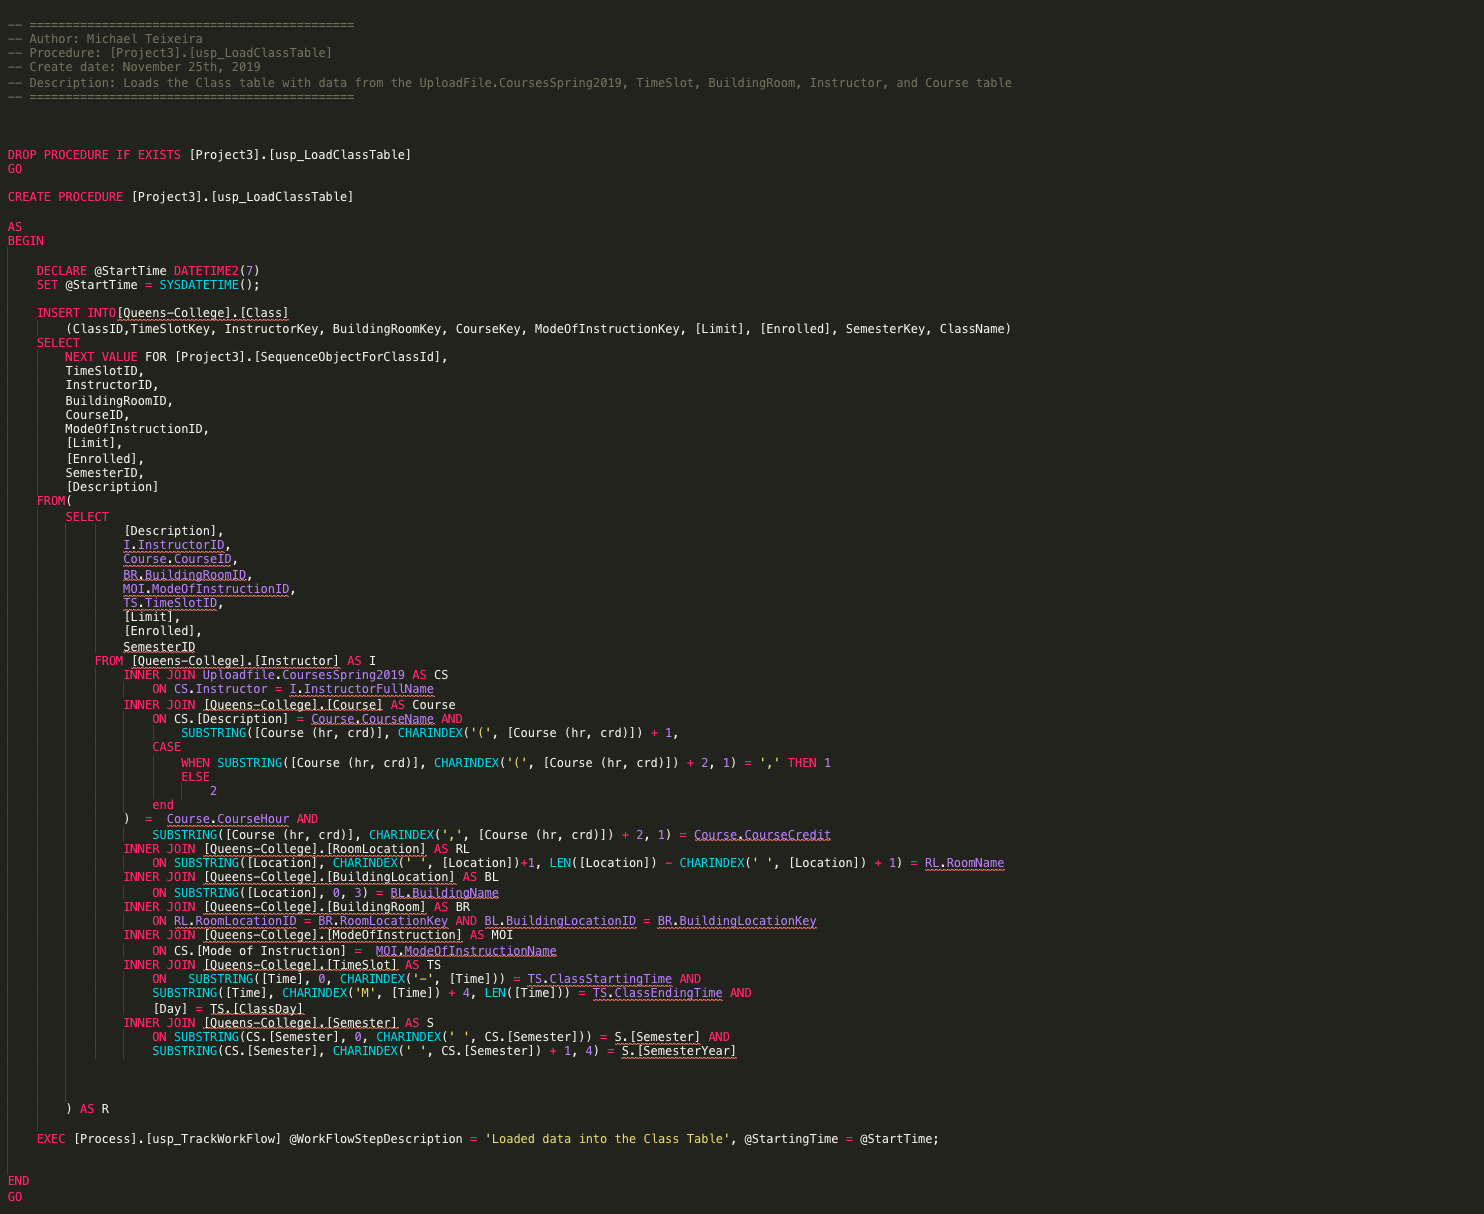 -- =============================================
-- Author: Michael Teixeira
-- Procedure: [Project3].[usp_LoadClassTable]
-- Create date: November 25th, 2019
-- Description: Loads the Class table with data from the UploadFile.CoursesSpring2019, TimeSlot, BuildingRoom, Instructor, and Course table
-- =============================================
DROP PROCEDURE IF EXISTS [Project3].[usp_LoadClassTable]
GO
CREATE PROCEDURE [Project3].[usp_LoadClassTable]
AS
BEGIN
DECLARE @StartTime DATETIME2(7)
SET @StartTime = SYSDATETIME();
INSERT INTO[Queens-College].[Class]
(ClassID,TimeSlotKey, InstructorKey, BuildingRoomKey, CourseKey, ModeOfInstructionKey, [Limit], [Enrolled], SemesterKey, ClassName)
SELECT
NEXT VALUE FOR [Project3].[SequenceObjectForClassId],
TimeSlotID,
InstructorID,
BuildingRoomID,
CourseID,
ModeOfInstructionID,
[Limit],
[Enrolled],
SemesterID,
[Description]
FROM(
SELECT
[Description],
I.InstructorID,
Course.CourseID,
BR.BuildingRoomID,
MOI.ModeOfInstructionID,
TS.TimeSlotID,
[Limit],
[Enrolled],
SemesterID
FROM [Queens-College].[Instructor] AS I
INNER JOIN Uploadfile.CoursesSpring2019 AS CS
ON CS.Instructor = I.InstructorFullName
INNER JOIN [Queens-College].[Course] AS Course
ON CS.[Description] = Course.CourseName AND
SUBSTRING([Course (hr, crd)], CHARINDEX('(', [Course (hr, crd)]) + 1,
CASE
WHEN SUBSTRING([Course (hr, crd)], CHARINDEX('(', [Course (hr, crd)]) + 2, 1) = ',' THEN 1
ELSE
2
end
) = Course.CourseHour AND
SUBSTRING([Course (hr, crd)], CHARINDEX(',', [Course (hr, crd)]) + 2, 1) = Course.CourseCredit
INNER JOIN [Queens-College].[RoomLocation] AS RL
ON SUBSTRING([Location], CHARINDEX(' ', [Location])+1, LEN([Location]) - CHARINDEX(' ', [Location]) + 1) = RL.RoomName
INNER JOIN [Queens-College].[BuildingLocation] AS BL
ON SUBSTRING([Location], 0, 3) = BL.BuildingName
INNER JOIN [Queens-College].[BuildingRoom] AS BR
ON RL.RoomLocationID = BR.RoomLocationKey AND BL.BuildingLocationID = BR.BuildingLocationKey
INNER JOIN [Queens-College].[ModeOfInstruction] AS MOI
ON CS.[Mode of Instruction] = MOI.ModeOfInstructionName
INNER JOIN [Queens-College].[TimeSlot] AS TS
ON SUBSTRING([Time], 0, CHARINDEX('-', [Time])) = TS.ClassStartingTime AND
SUBSTRING([Time], CHARINDEX('M', [Time]) + 4, LEN([Time])) = TS.ClassEndingTime AND
[Day] = TS.[ClassDay]
INNER JOIN [Queens-College].[Semester] AS S
ON SUBSTRING(CS.[Semester], 0, CHARINDEX(' ', CS.[Semester])) = S.[Semester] AND
SUBSTRING(CS.[Semester], CHARINDEX(' ', CS.[Semester]) + 1, 4) = S.[SemesterYear]
) AS R
EXEC [Process].[usp_TrackWorkFlow] @WorkFlowStepDescription = 'Loaded data into the Class Table', @StartingTime = @StartTime;
END
GO